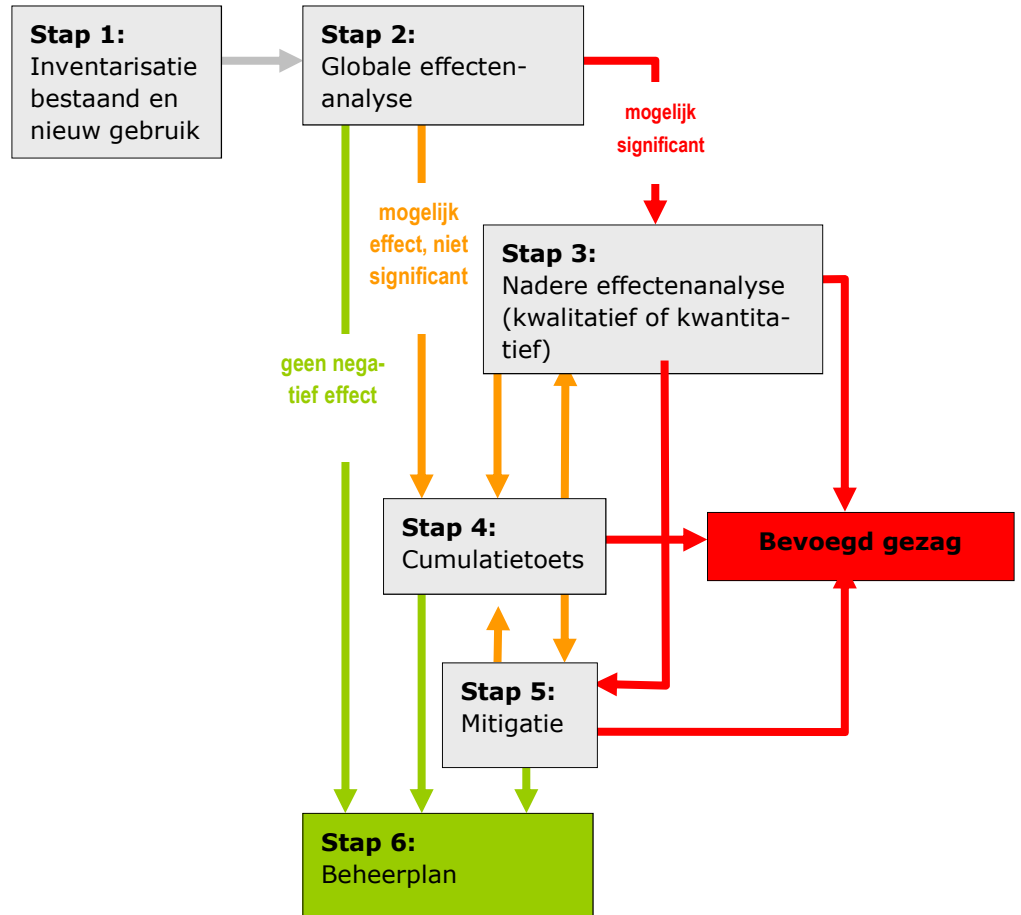 Stap 1:
Inventarisatie
bestaand en
nieuw gebruik
Stap 2:
Globale effecten-
analyse
mogelijk
significant
mogelijk
effect, niet
significant
Stap 3:
Nadere effectenanalyse
(kwalitatief of kwantita-
tief)
geen nega-
tief effect
Stap 4:
Cumulatietoets
Bevoegd gezag
Stap 5:
Mitigatie
Stap 6:
Beheerplan